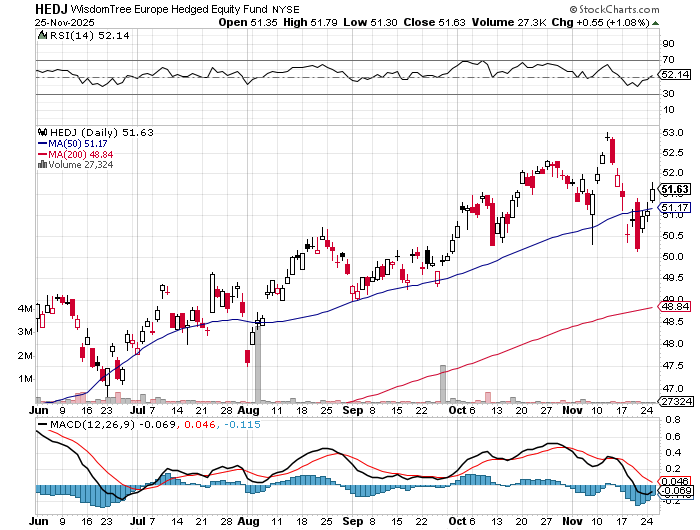 HEDJ WisdomTree Europe Hedged Equity Fund NYSE © StockCharts.com
25-Nov-2025 Open 51.35 High 51.79 Low 51.30 Close 51.63 Volume 27.3K Chg +0.55 (+1.08%)
RSI(14) 52.14
90
70
52.14
30
10
HEDJ (Daily) 51.63
MA(50) 51.17
MA(200) 48.84
Volume 27,324
53.0
52.5
52.0
51.63
51.17
51.0
50.5
50.0
49.5
49.0
48.84
48.5
48.0
47.5
47.0
27324
4M
3M
2M
1M
Jun 9 16 23 Jul 7 14 21 28 Aug 11 18 25 Sep 8 15 22 Oct 6 13 20 27 Nov 10 17 24
MACD(12,26,9) -0.069, 0.046, -0.115
0.8
0.6
0.4
0.2
0.046
-0.069
-0.2
Jun 9 16 23 Jul 7 14 21 28 Aug 11 18 25 Sep 8 15 22 Oct 6 13 20 27 Nov 10 17 24